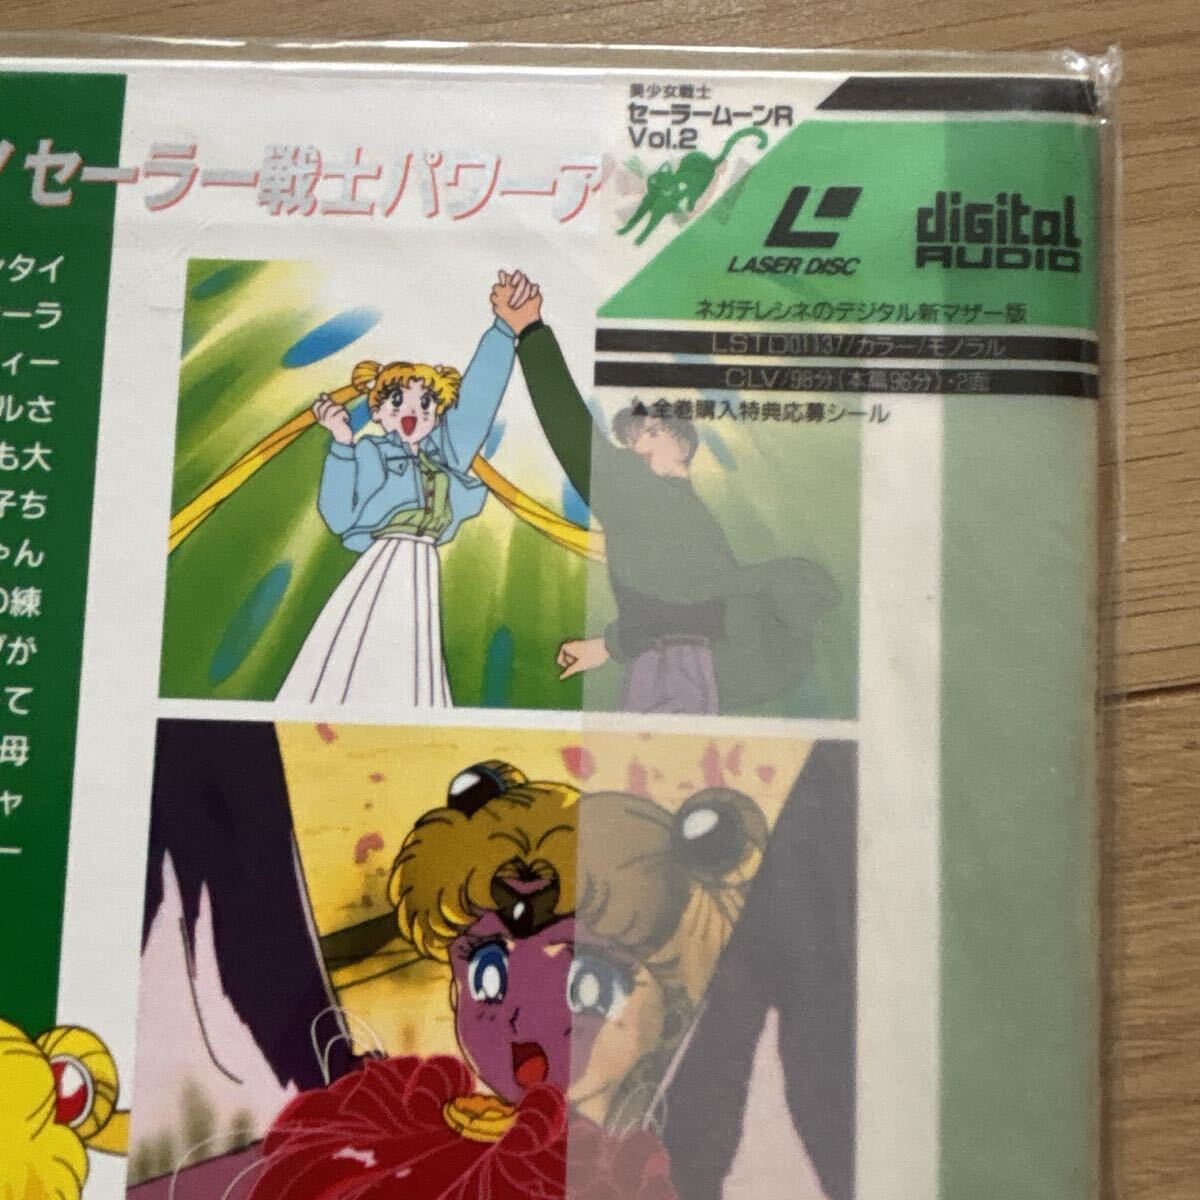 セーラー戦士パワーア
ンタイ
ーラ
ィー
ルさ
も大
子ち
ゃん
の練
が
て
母
ャ
ー
美少女戦士
セーラームーンR
Vol.2
LASER DISC
digital
AUDIO
ネガテレシネのデジタル新マザー版
LSTD01137/カラー/モノラル
CLV/98分(本篇96分)・2面
▲全巻購入特典応募シール